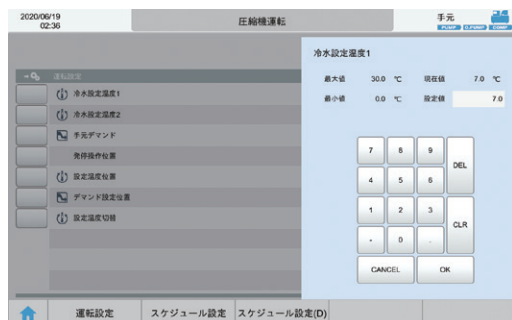 2020/06/19
02:36
圧縮機運転
手元
PUMP C.PUMP COMP
冷水設定温度1
最大値 30.0 ℃ 現在値 7.0 ℃
最小値 0.0 ℃ 設定値 7.0
運転設定
冷水設定温度1
冷水設定温度2
手元デマンド
発停操作位置
設定温度位置
デマンド設定位置
設定温度切替
7 8 9 DEL
4 5 6
1 2 3 CLR
- 0 .
CANCEL OK
運転設定 スケジュール設定 スケジュール設定(D)